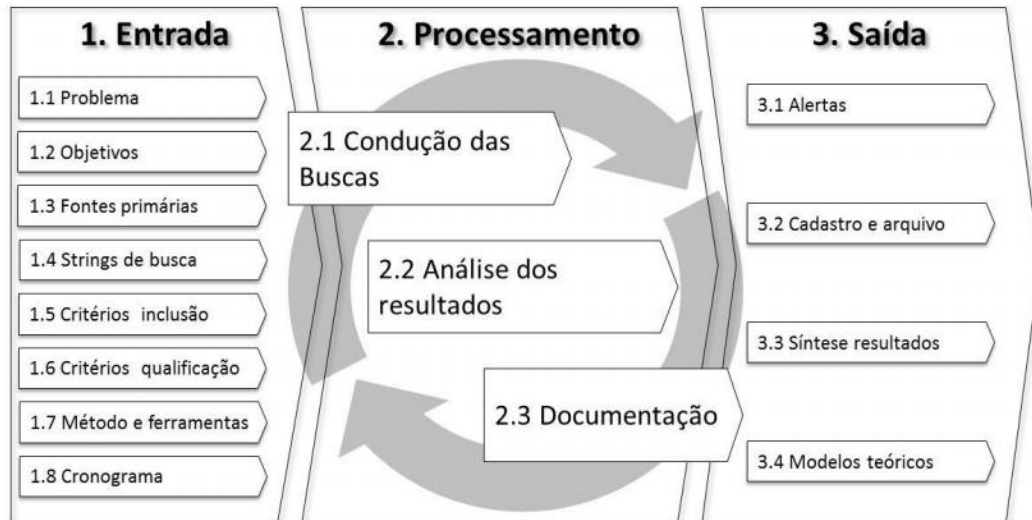 1. Entrada
1.1 Problema
1.2 Objetivos
1.3 Fontes primárias
1.4 Strings de busca
1.5 Critérios inclusão
1.6 Critérios qualificação
1.7 Método e ferramentas
1.8 Cronograma
2. Processamento
2.1 Condução das
Buscas
2.2 Análise dos
resultados
2.3 Documentação
3. Saída
3.1 Alertas
3.2 Cadastro e arquivo
3.3 Síntese resultados
3.4 Modelos teóricos